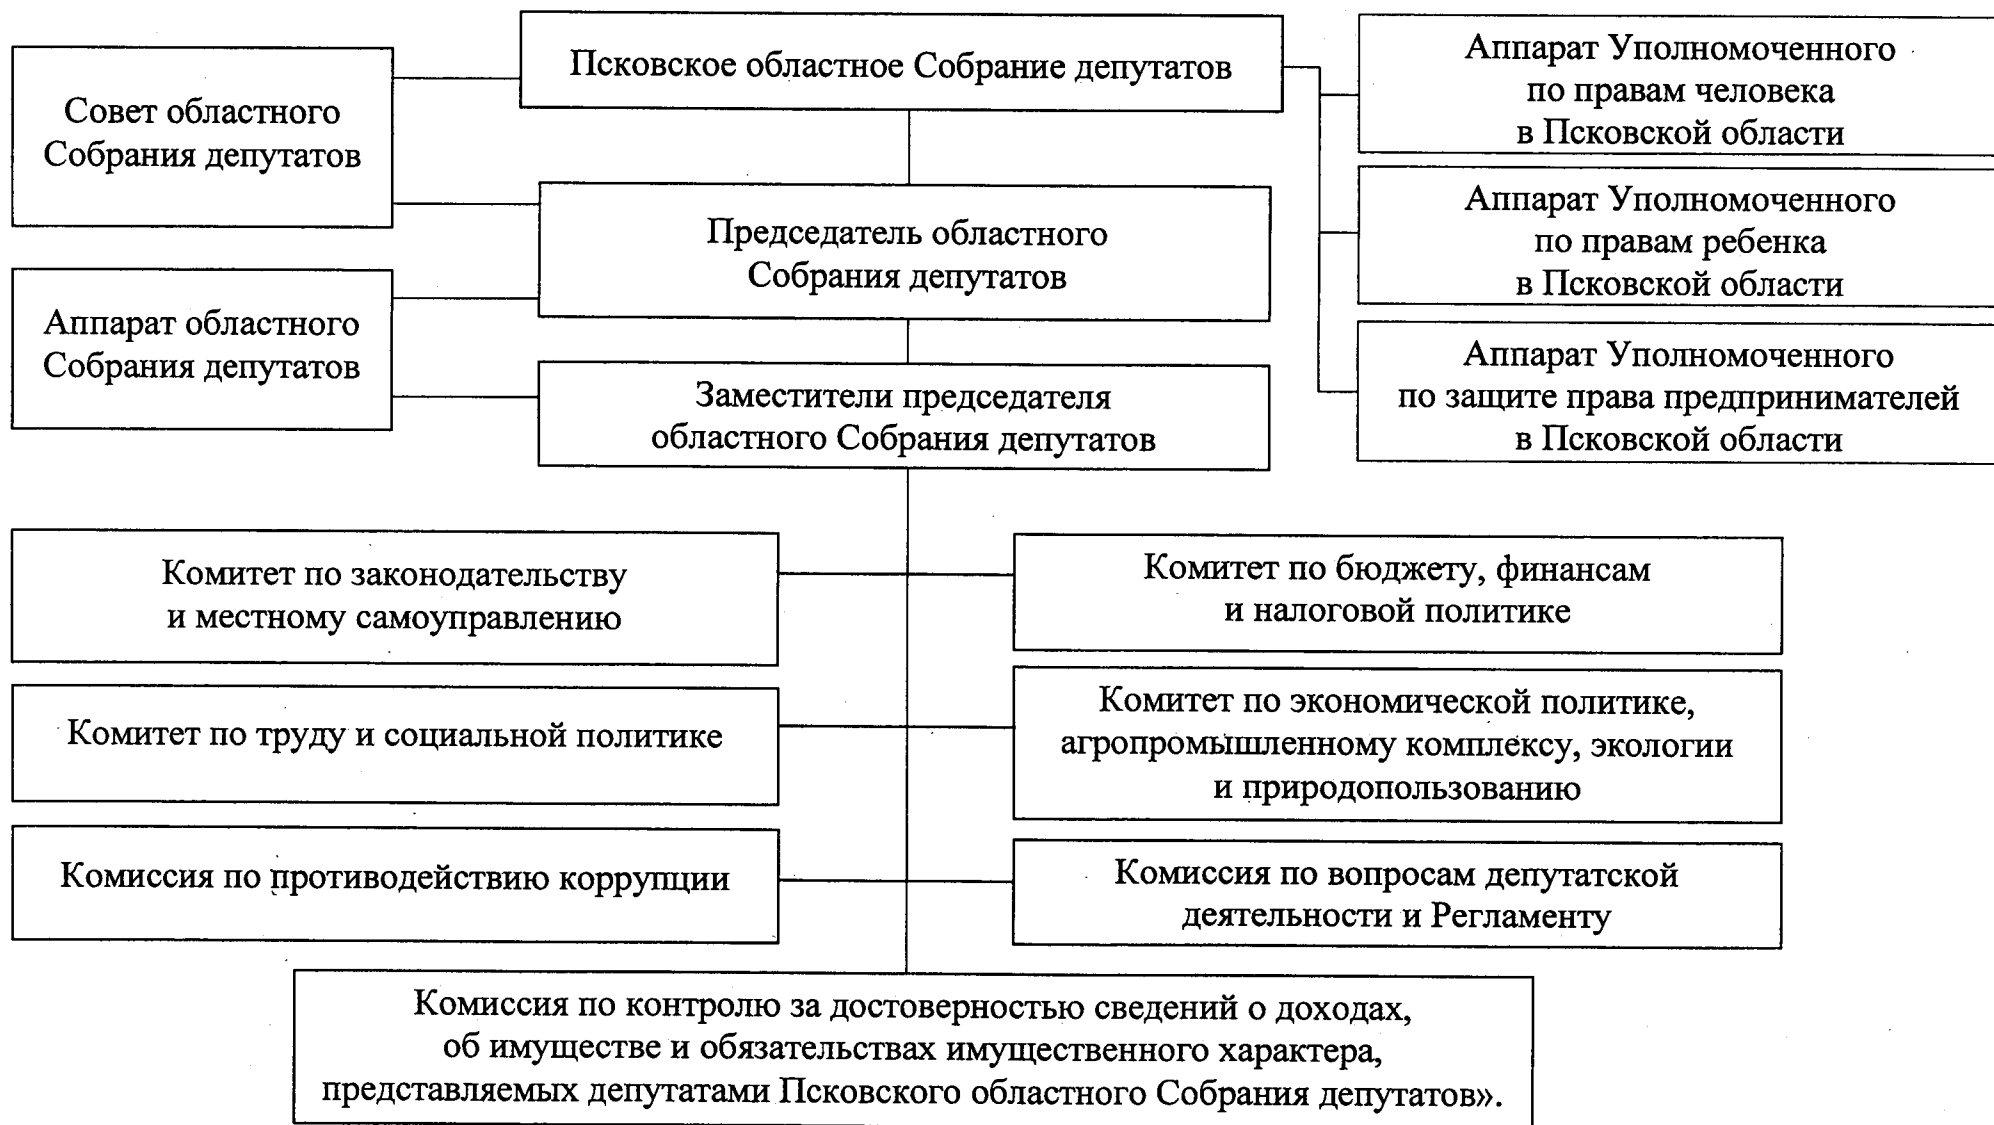 Псковское областное Собрание депутатов
Совет областного
Собрания депутатов
Аппарат Уполномоченного
по правам человека
в Псковской области
Председатель областного
Собрания депутатов
Аппарат Уполномоченного
по правам ребенка
в Псковской области
Аппарат областного
Собрания депутатов
Заместители председателя
областного Собрания депутатов
Аппарат Уполномоченного
по защите права предпринимателей
в Псковской области
Комитет по законодательству
и местному самоуправлению
Комитет по бюджету, финансам
и налоговой политике
Комитет по труду и социальной политике
Комитет по экономической политике,
агропромышленному комплексу, экологии
и природопользованию
Комиссия по противодействию коррупции
Комиссия по вопросам депутатской
деятельности и Регламенту
Комиссия по контролю за достоверностью сведений о доходах,
об имуществе и обязательствах имущественного характера,
представляемых депутатами Псковского областного Собрания депутатов».